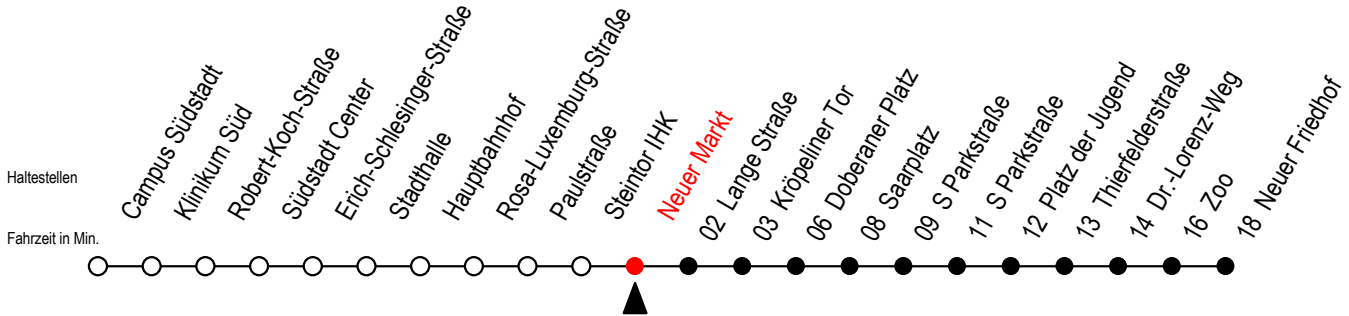 Haltestellen
Fahrzeit in Min.
Campus Südstadt
Klinikum Süd
Robert-Koch-Straße
Südstadt Center
Erich-Schlesinger-Straße
Stadthalle
Hauptbahnhof
Rosa-Luxemburg-Straße
Paulstraße
Steintor IHK
Neuer Markt
02 Lange Straße
03 Kröpeliner Tor
06 Doberaner Platz
08 Saarplatz
09 S Parkstraße
11 S Parkstraße
12 Platz der Jugend
13 Thierfelderstraße
14 Dr.-Lorenz-Weg
16 Zoo
18 Neuer Friedhof